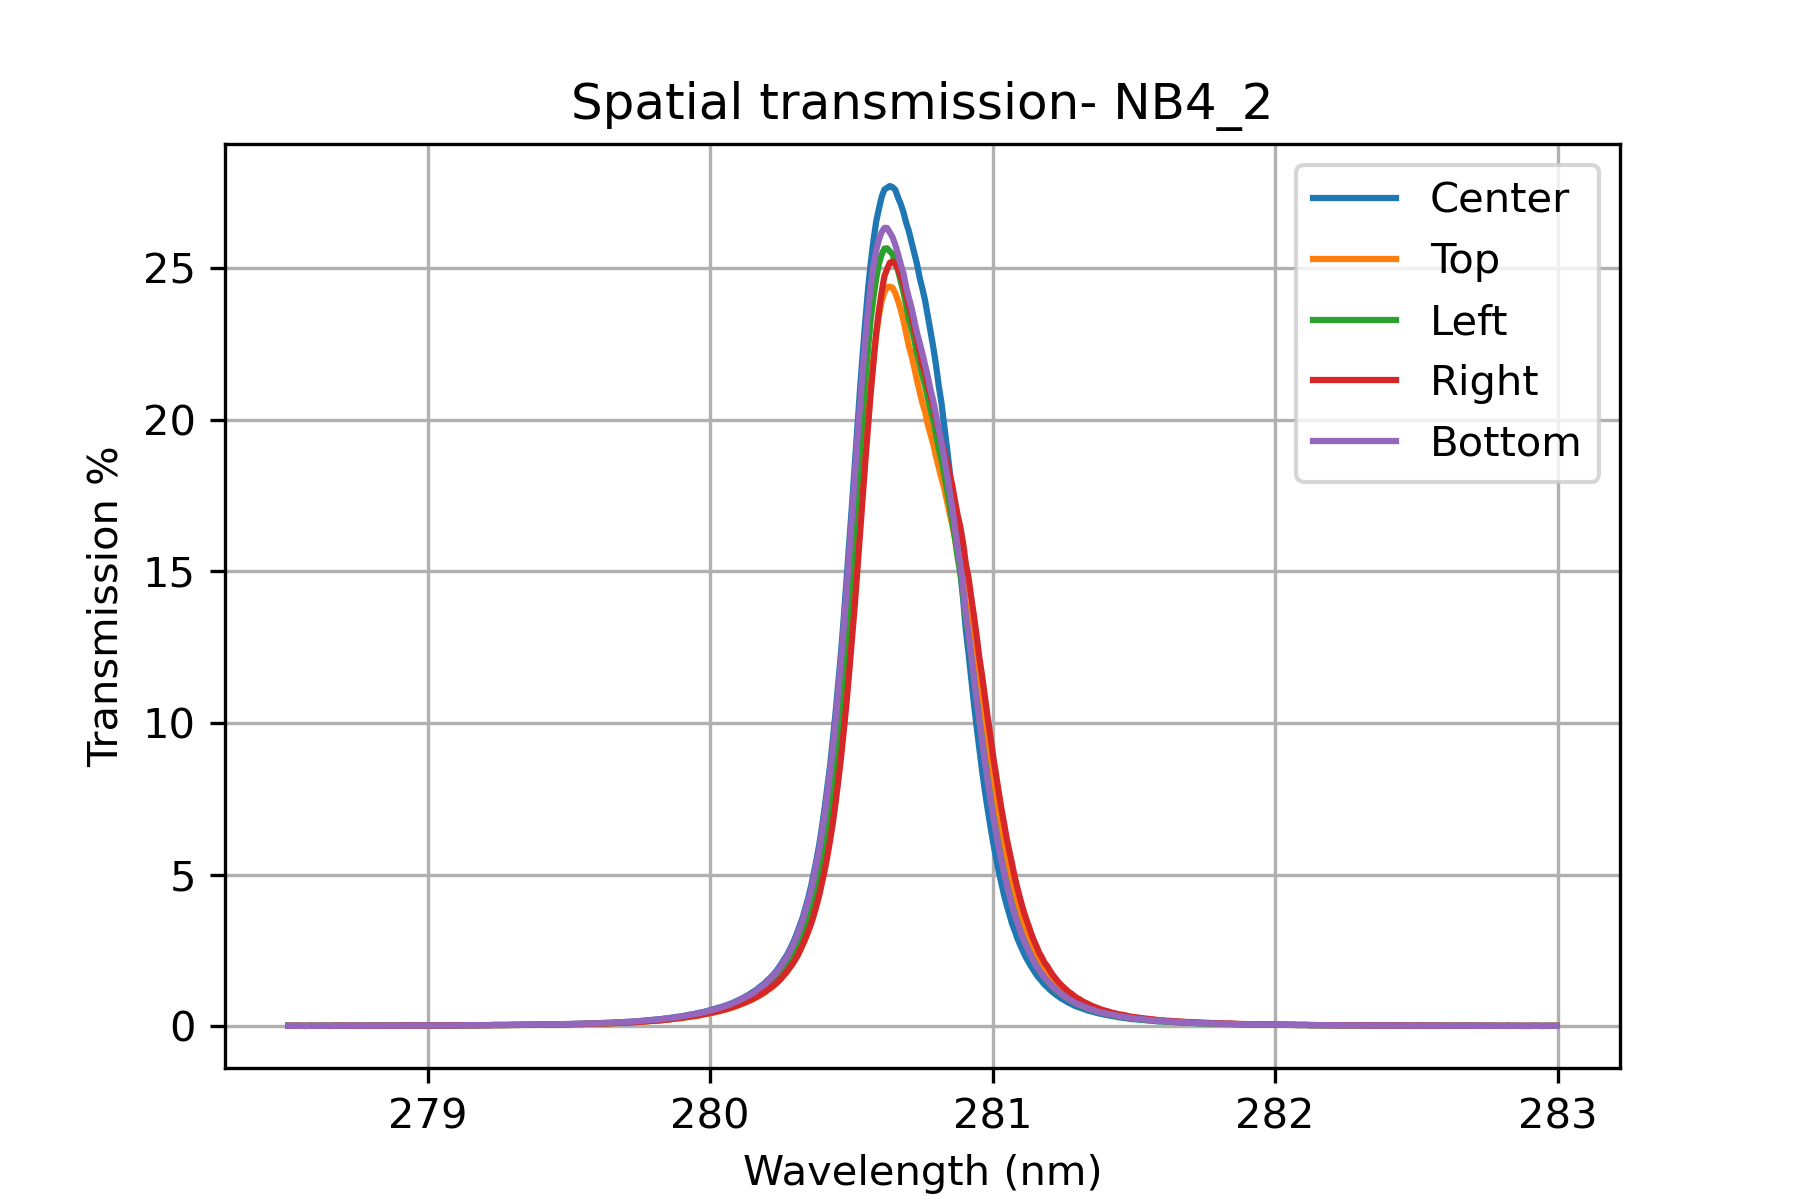 Spatial transmission- NB4_2
Center
Top
Left
Right
Bottom
Transmission %
25
20
15
10
5
0
279 280 281 282 283
Wavelength (nm)